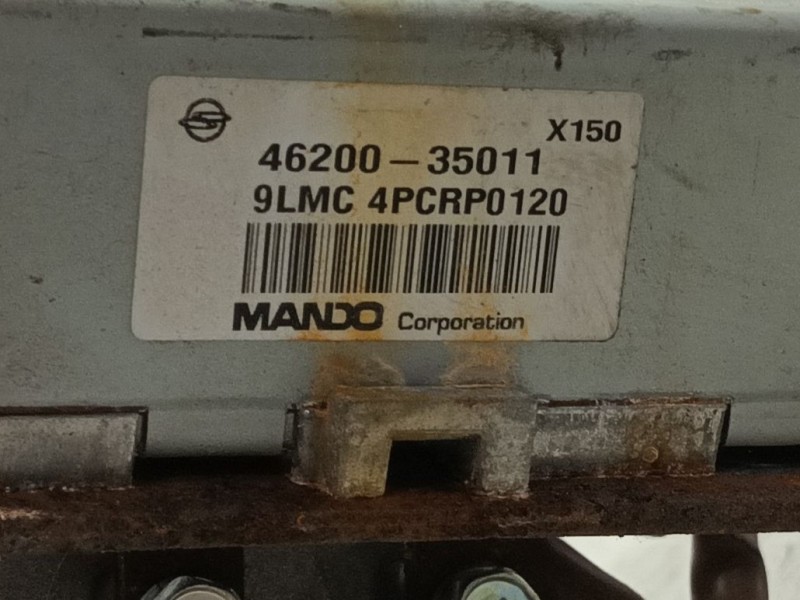 X150
46200-35011
9LMC 4PCRP0120
MANDO Corporation